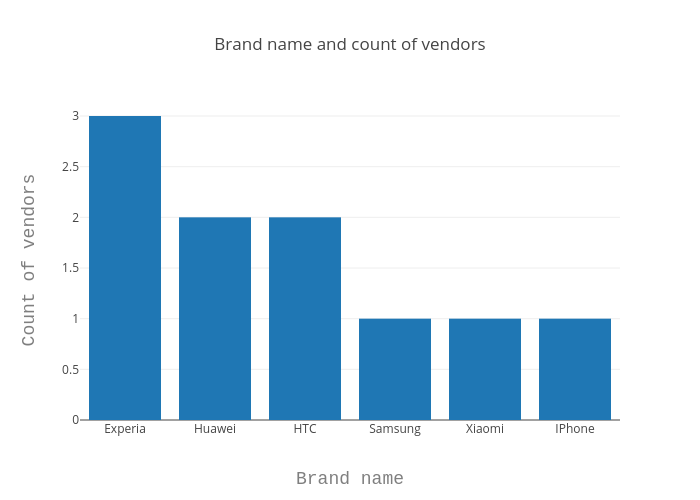 Brand name and count of vendors
3
2.5
2
1.5
1
0.5
0
Count of vendors
Experia Huawei HTC Samsung Xiaomi IPhone
Brand name